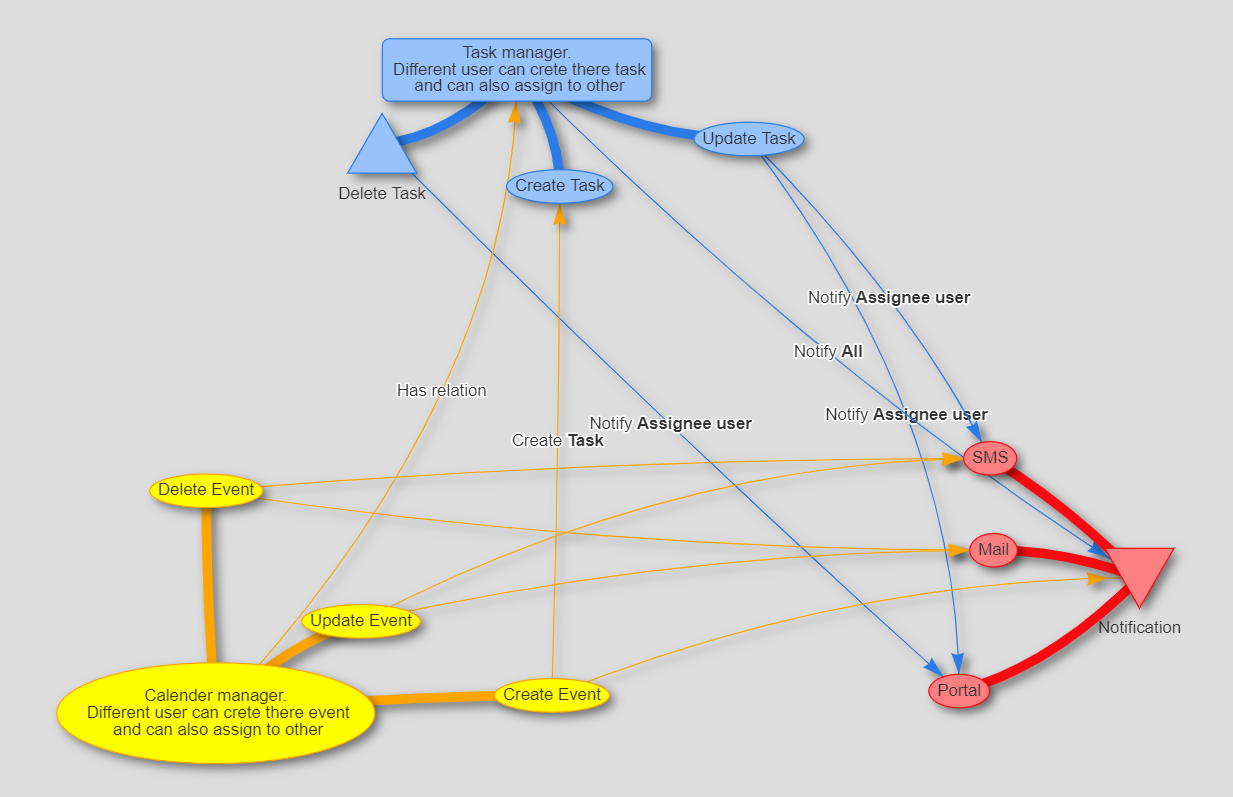 Task manager.
Different user can crete there task
and can also assign to other
Update Task
Create Task
Delete Task
Notify Assignee user
Notify All
Has relation
Notify Assignee user
Notify Assignee user
Create Task
SMS
Delete Event
Mail
Update Event
Notification
Portal
Create Event
Calender manager.
Different user can crete there event
and can also assign to other